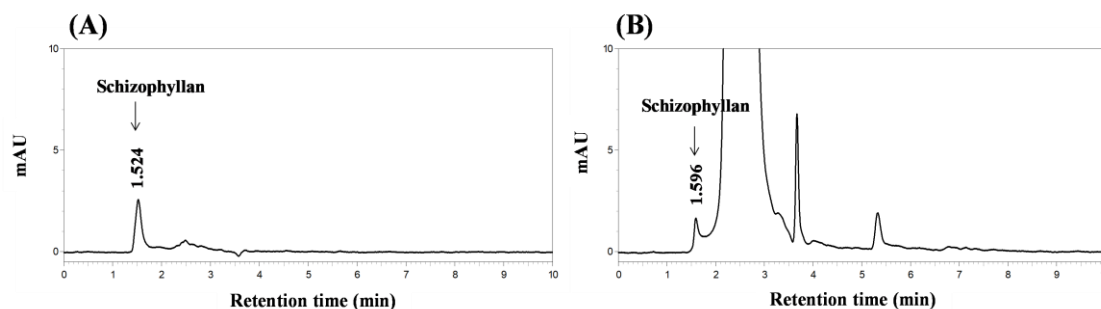 (A)
10
Schizophyllan
1.524
5
mAU
0
0 1 2 3 4 5 6 7 8 9 10
Retention time (min)
(B)
10
Schizophyllan
1.596
5
mAU
0
0 1 2 3 4 5 6 7 8 9
Retention time (min)